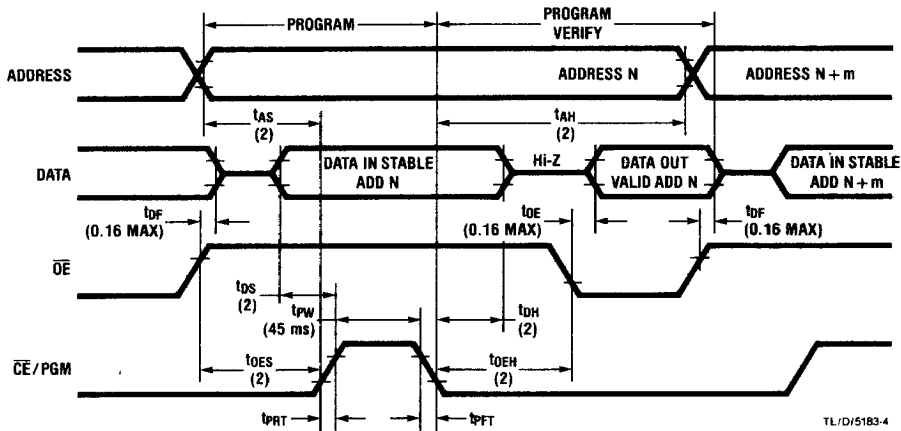 PROGRAM
PROGRAM
VERIFY
ADDRESS
ADDRESS N
ADDRESS N + m
tAS
(2)
tAH
(2)
DATA
DATA IN STABLE
ADD N
Hi-Z
DATA OUT
VALID ADD N
DATA IN STABLE
ADD N + m
tDF
(0.16 MAX)
tOE
(0.16 MAX)
tDF
(0.16 MAX)
OE
tDS
(2)
tPW
(45 ms)
tDH
(2)
CE/PGM
tOES
(2)
tOEH
(2)
tPRT
tPFT
TL/D/5183-4